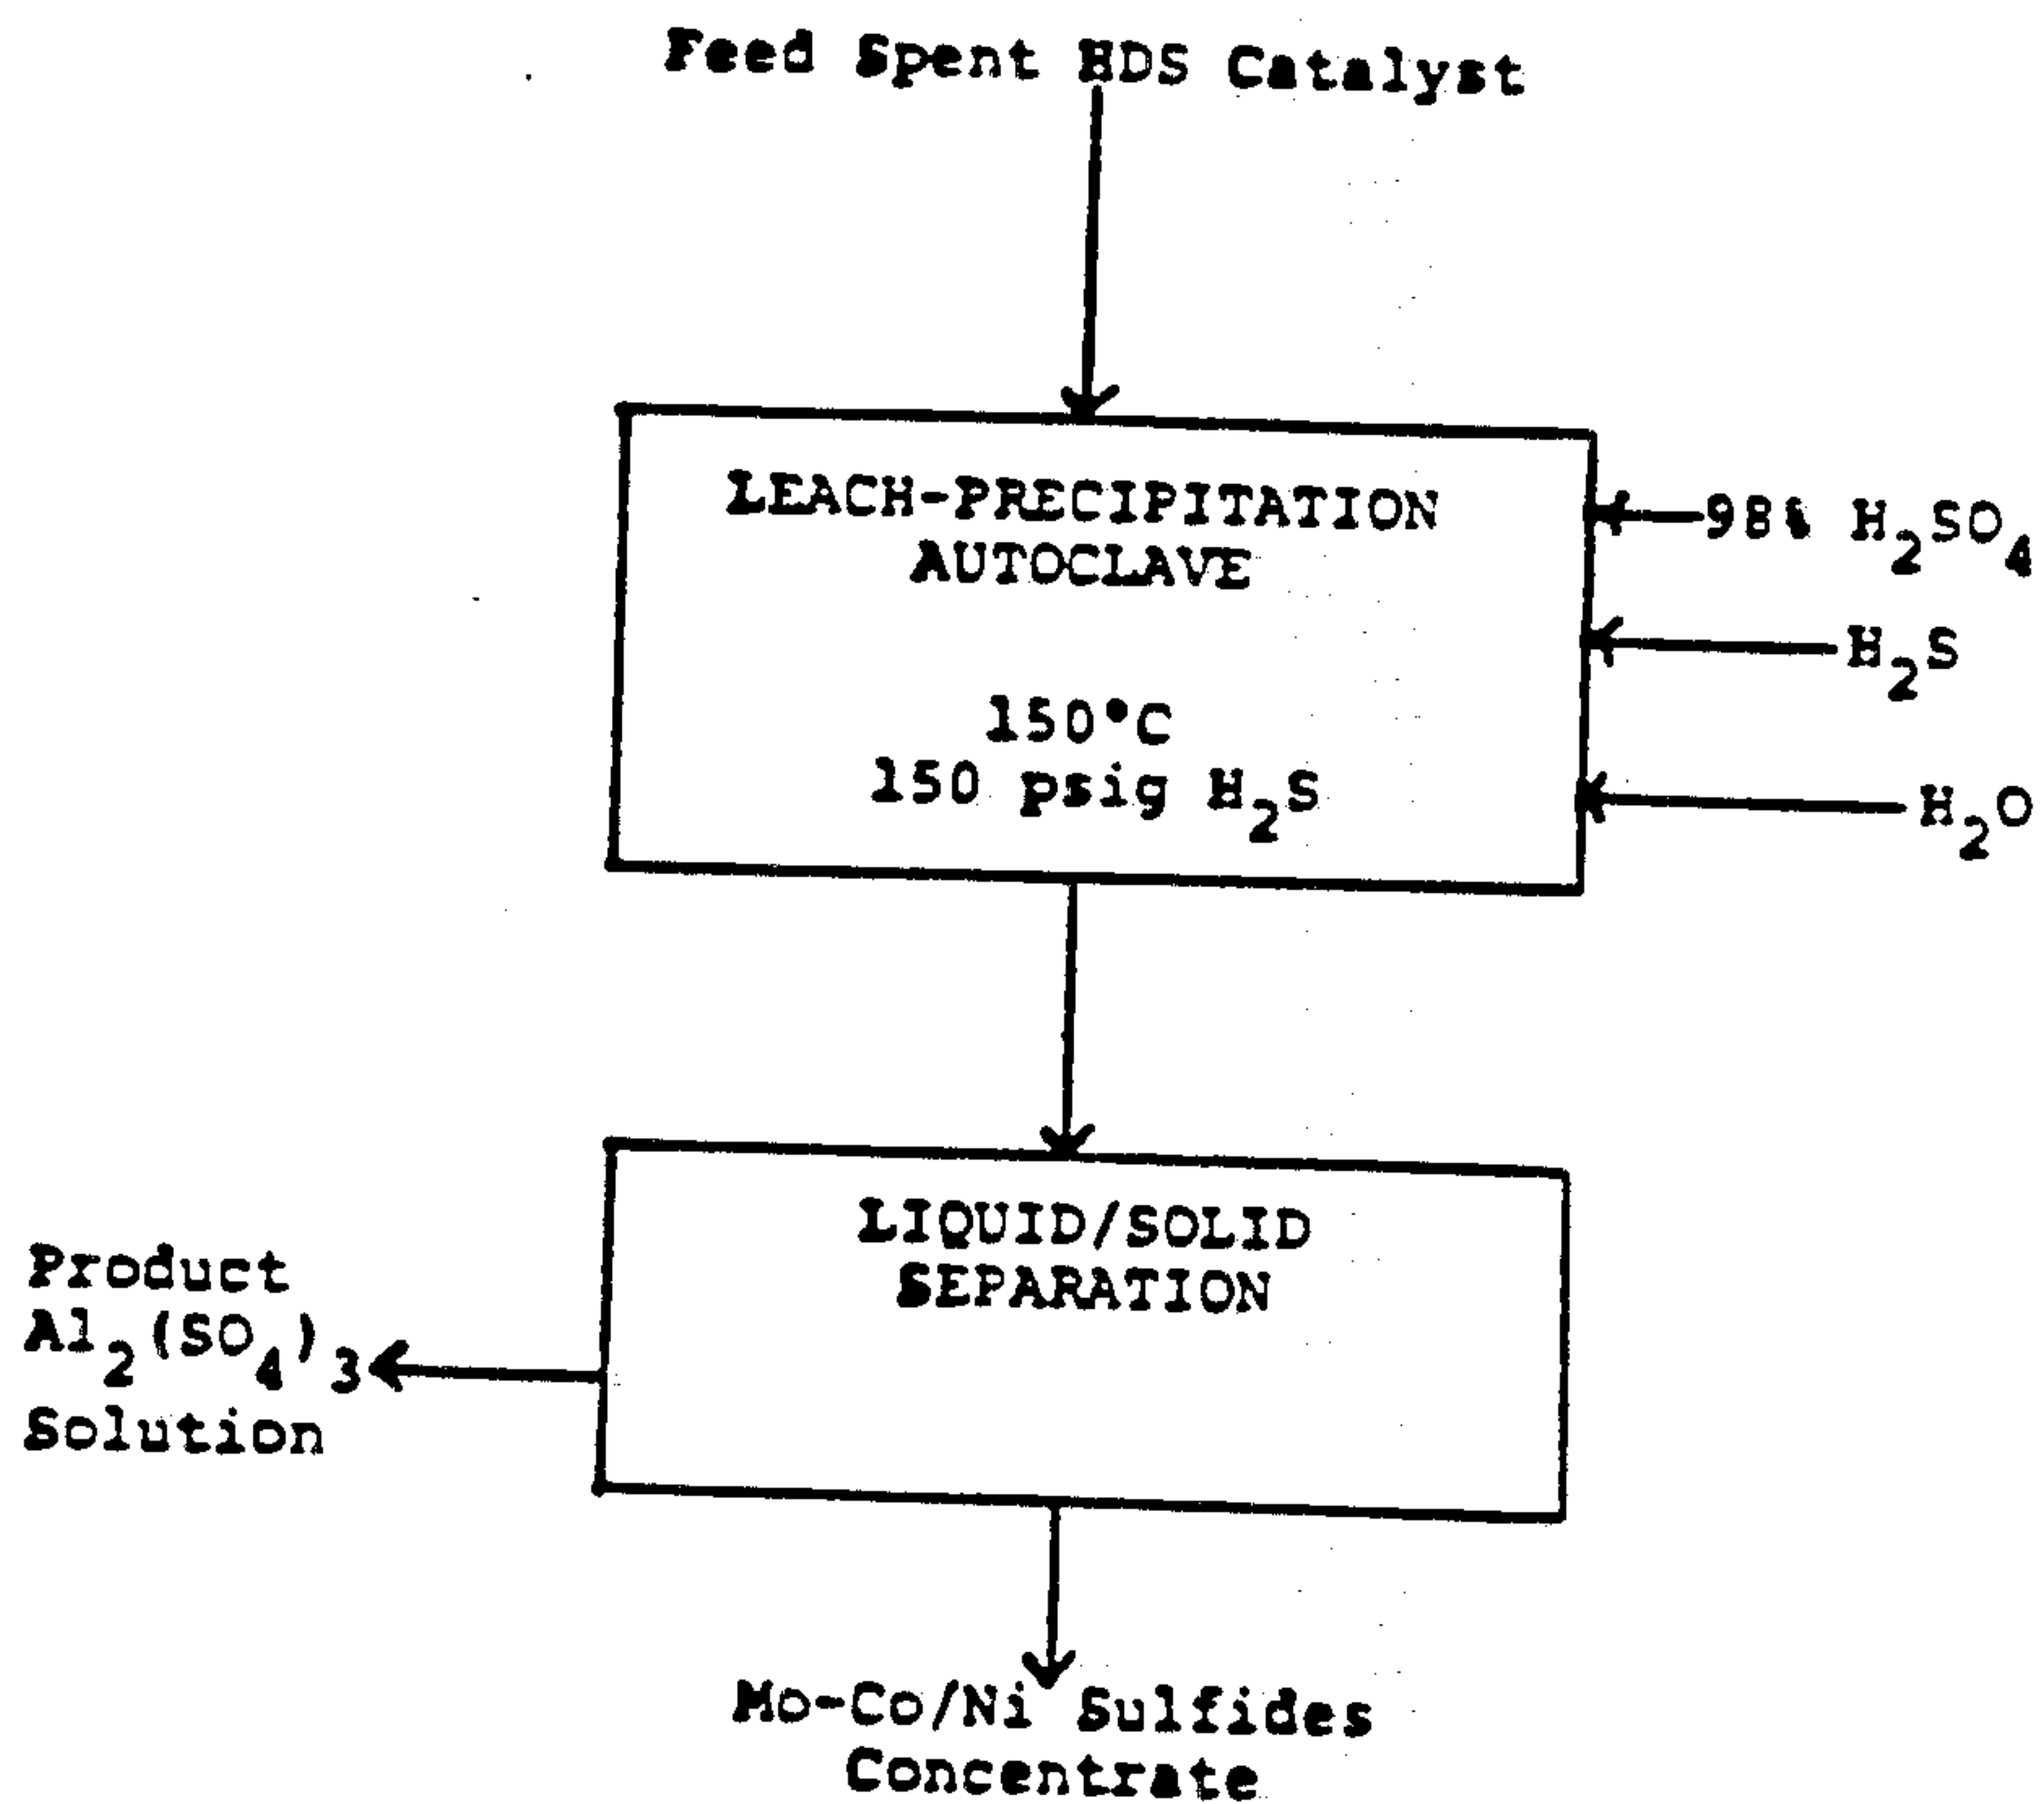 Feed Spent HDS Catalyst
LEACH-PRECIPITATION
AUTOCLAVE
98% H₂SO₄
H₂S
150°C
150 psig H₂S
H₂O
LIQUID/SOLID
SEPARATION
Product
Al₂(SO₄)₃
Solution
Mo-Co/Ni Sulfides
Concentrate